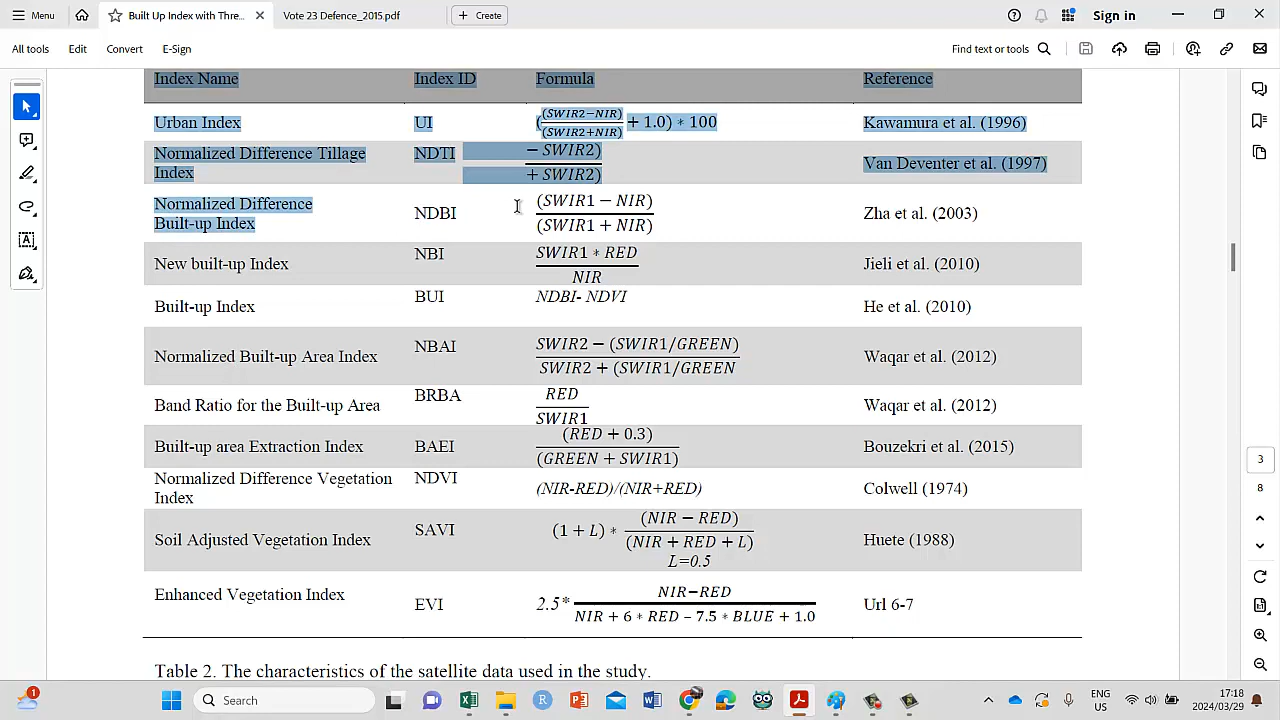 Menu
Built Up Index with Thre...
Vote 23 Defence_2015.pdf
+ Create
Sign in
All tools Edit Convert E-Sign
Find text or tools
Index Name Index ID Formula Reference
Urban Index UI ((SWIR2−NIR)/(SWIR2+NIR) + 1.0) ∗ 100 Kawamura et al. (1996)
Normalized Difference Tillage
Index
NDTI
− SWIR2)
+ SWIR2)
Van Deventer et al. (1997)
Normalized Difference
Built-up Index
NDBI
(SWIR1 − NIR)
(SWIR1 + NIR)
Zha et al. (2003)
New built-up Index
NBI
SWIR1 ∗ RED
NIR
Jieli et al. (2010)
Built-up Index
BUI
NDBI- NDVI
He et al. (2010)
Normalized Built-up Area Index
NBAI
SWIR2 − (SWIR1/GREEN)
SWIR2 + (SWIR1/GREEN
Waqar et al. (2012)
Band Ratio for the Built-up Area
BRBA
RED
SWIR1
Waqar et al. (2012)
Built-up area Extraction Index
BAEI
(RED + 0.3)
(GREEN + SWIR1)
Bouzekri et al. (2015)
Normalized Difference Vegetation
Index
NDVI
(NIR-RED)/(NIR+RED)
Colwell (1974)
Soil Adjusted Vegetation Index
SAVI
(1 + L) ∗
(NIR − RED)
(NIR + RED + L)
L=0.5
Huete (1988)
Enhanced Vegetation Index
EVI
2.5*
NIR−RED
NIR + 6 ∗ RED – 7.5 ∗ BLUE + 1.0
Url 6-7
Table 2. The characteristics of the satellite data used in the study.
3
8
1
Search
ENG
US
17:18
2024/03/29